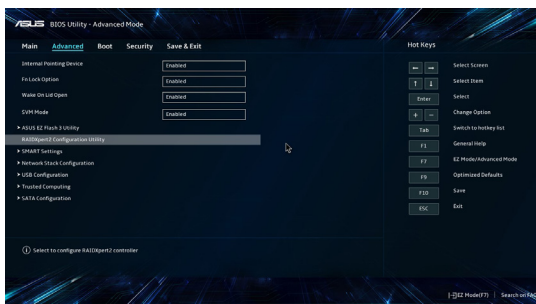 ASUS BIOS Utility - Advanced Mode
Main Advanced Boot Security Save & Exit
Hot Keys
Internal Pointing Device Enabled
Fn Lock Option Enabled
Wake On Lid Open Enabled
SVM Mode Enabled
ASUS EZ Flash 3 Utility
RAIDXpert2 Configuration Utility
SMART Settings
Network Stack Configuration
USB Configuration
Trusted Computing
SATA Configuration
← → Select Screen
↑ ↓ Select Item
Enter Select
+ - Change Option
Tab Switch to hotkey list
F1 General Help
F7 EZ Mode/Advanced Mode
F9 Optimized Defaults
F10 Save
ESC Exit
Select to configure RAIDXpert2 controller
EZ Mode(F7) Search on FAQ